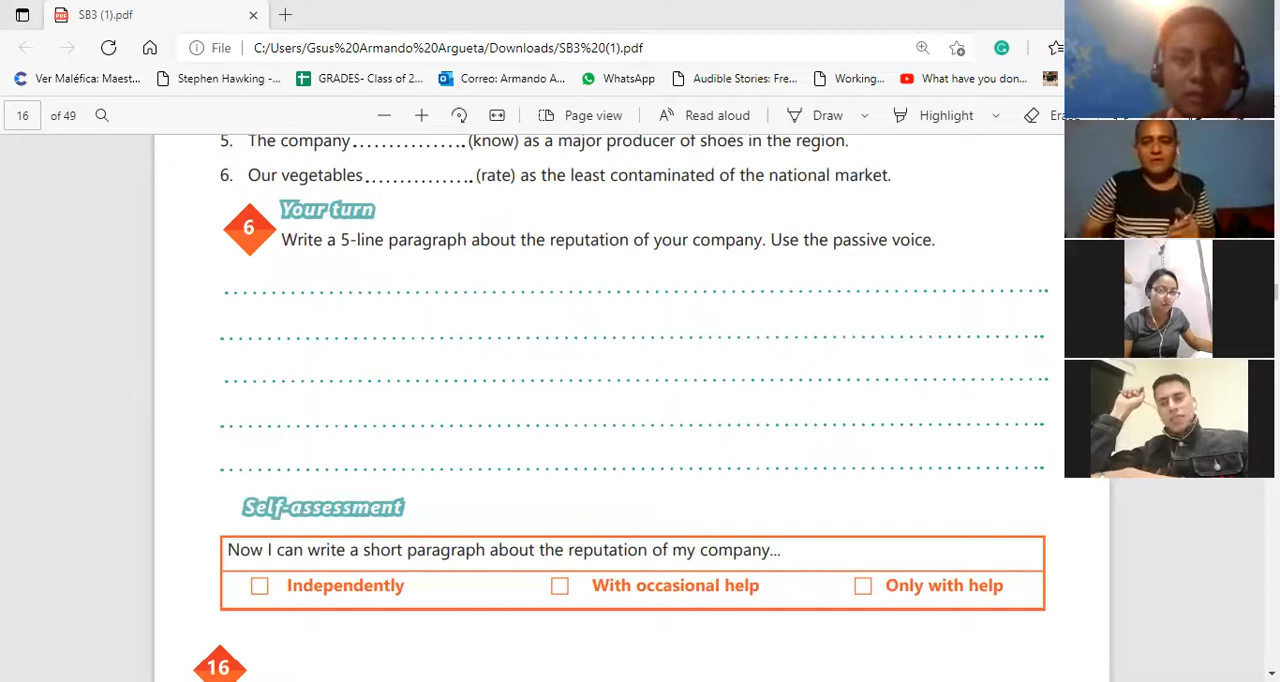 SB3 (1).pdf
File C:/Users/Gsus%20Armando%20Argueta/Downloads/SB3%20(1).pdf
Ver Maléfica: Maest... Stephen Hawking -... GRADES- Class of 2... Correo: Armando A... WhatsApp Audible Stories: Fre... Working... What have you don...
16 of 49 Page view Read aloud Draw Highlight
5. The company................(know) as a major producer of shoes in the region.
6. Our vegetables...............(rate) as the least contaminated of the national market.
6 Your turn
Write a 5-line paragraph about the reputation of your company. Use the passive voice.
Self-assessment
Now I can write a short paragraph about the reputation of my company...
Independently With occasional help Only with help
16